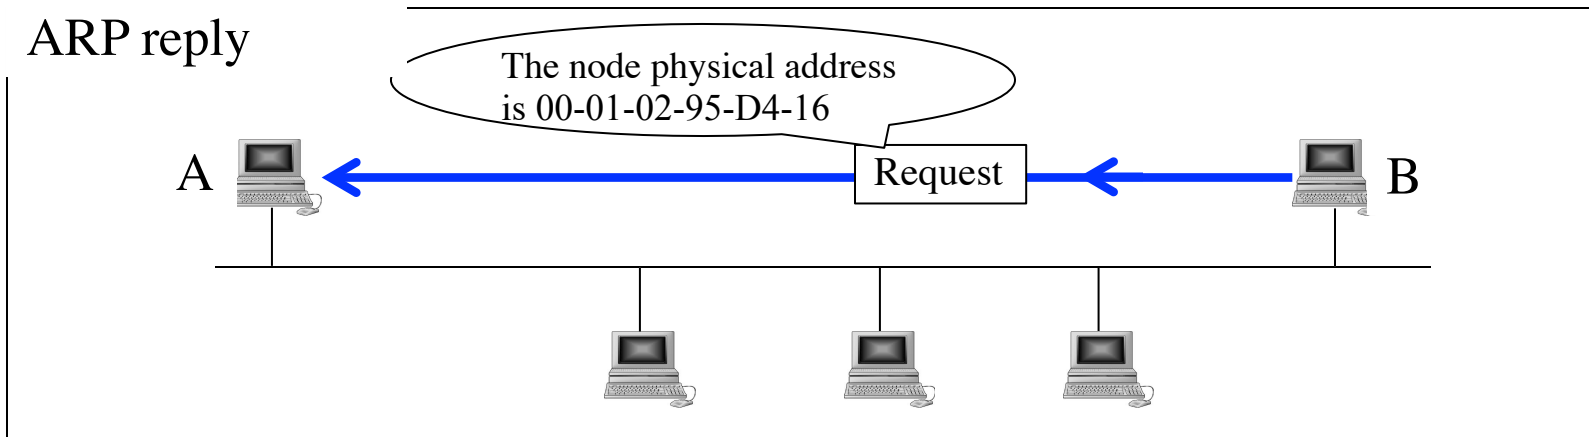 ARP reply
The node physical address
is 00-01-02-95-D4-16
A
Request
B